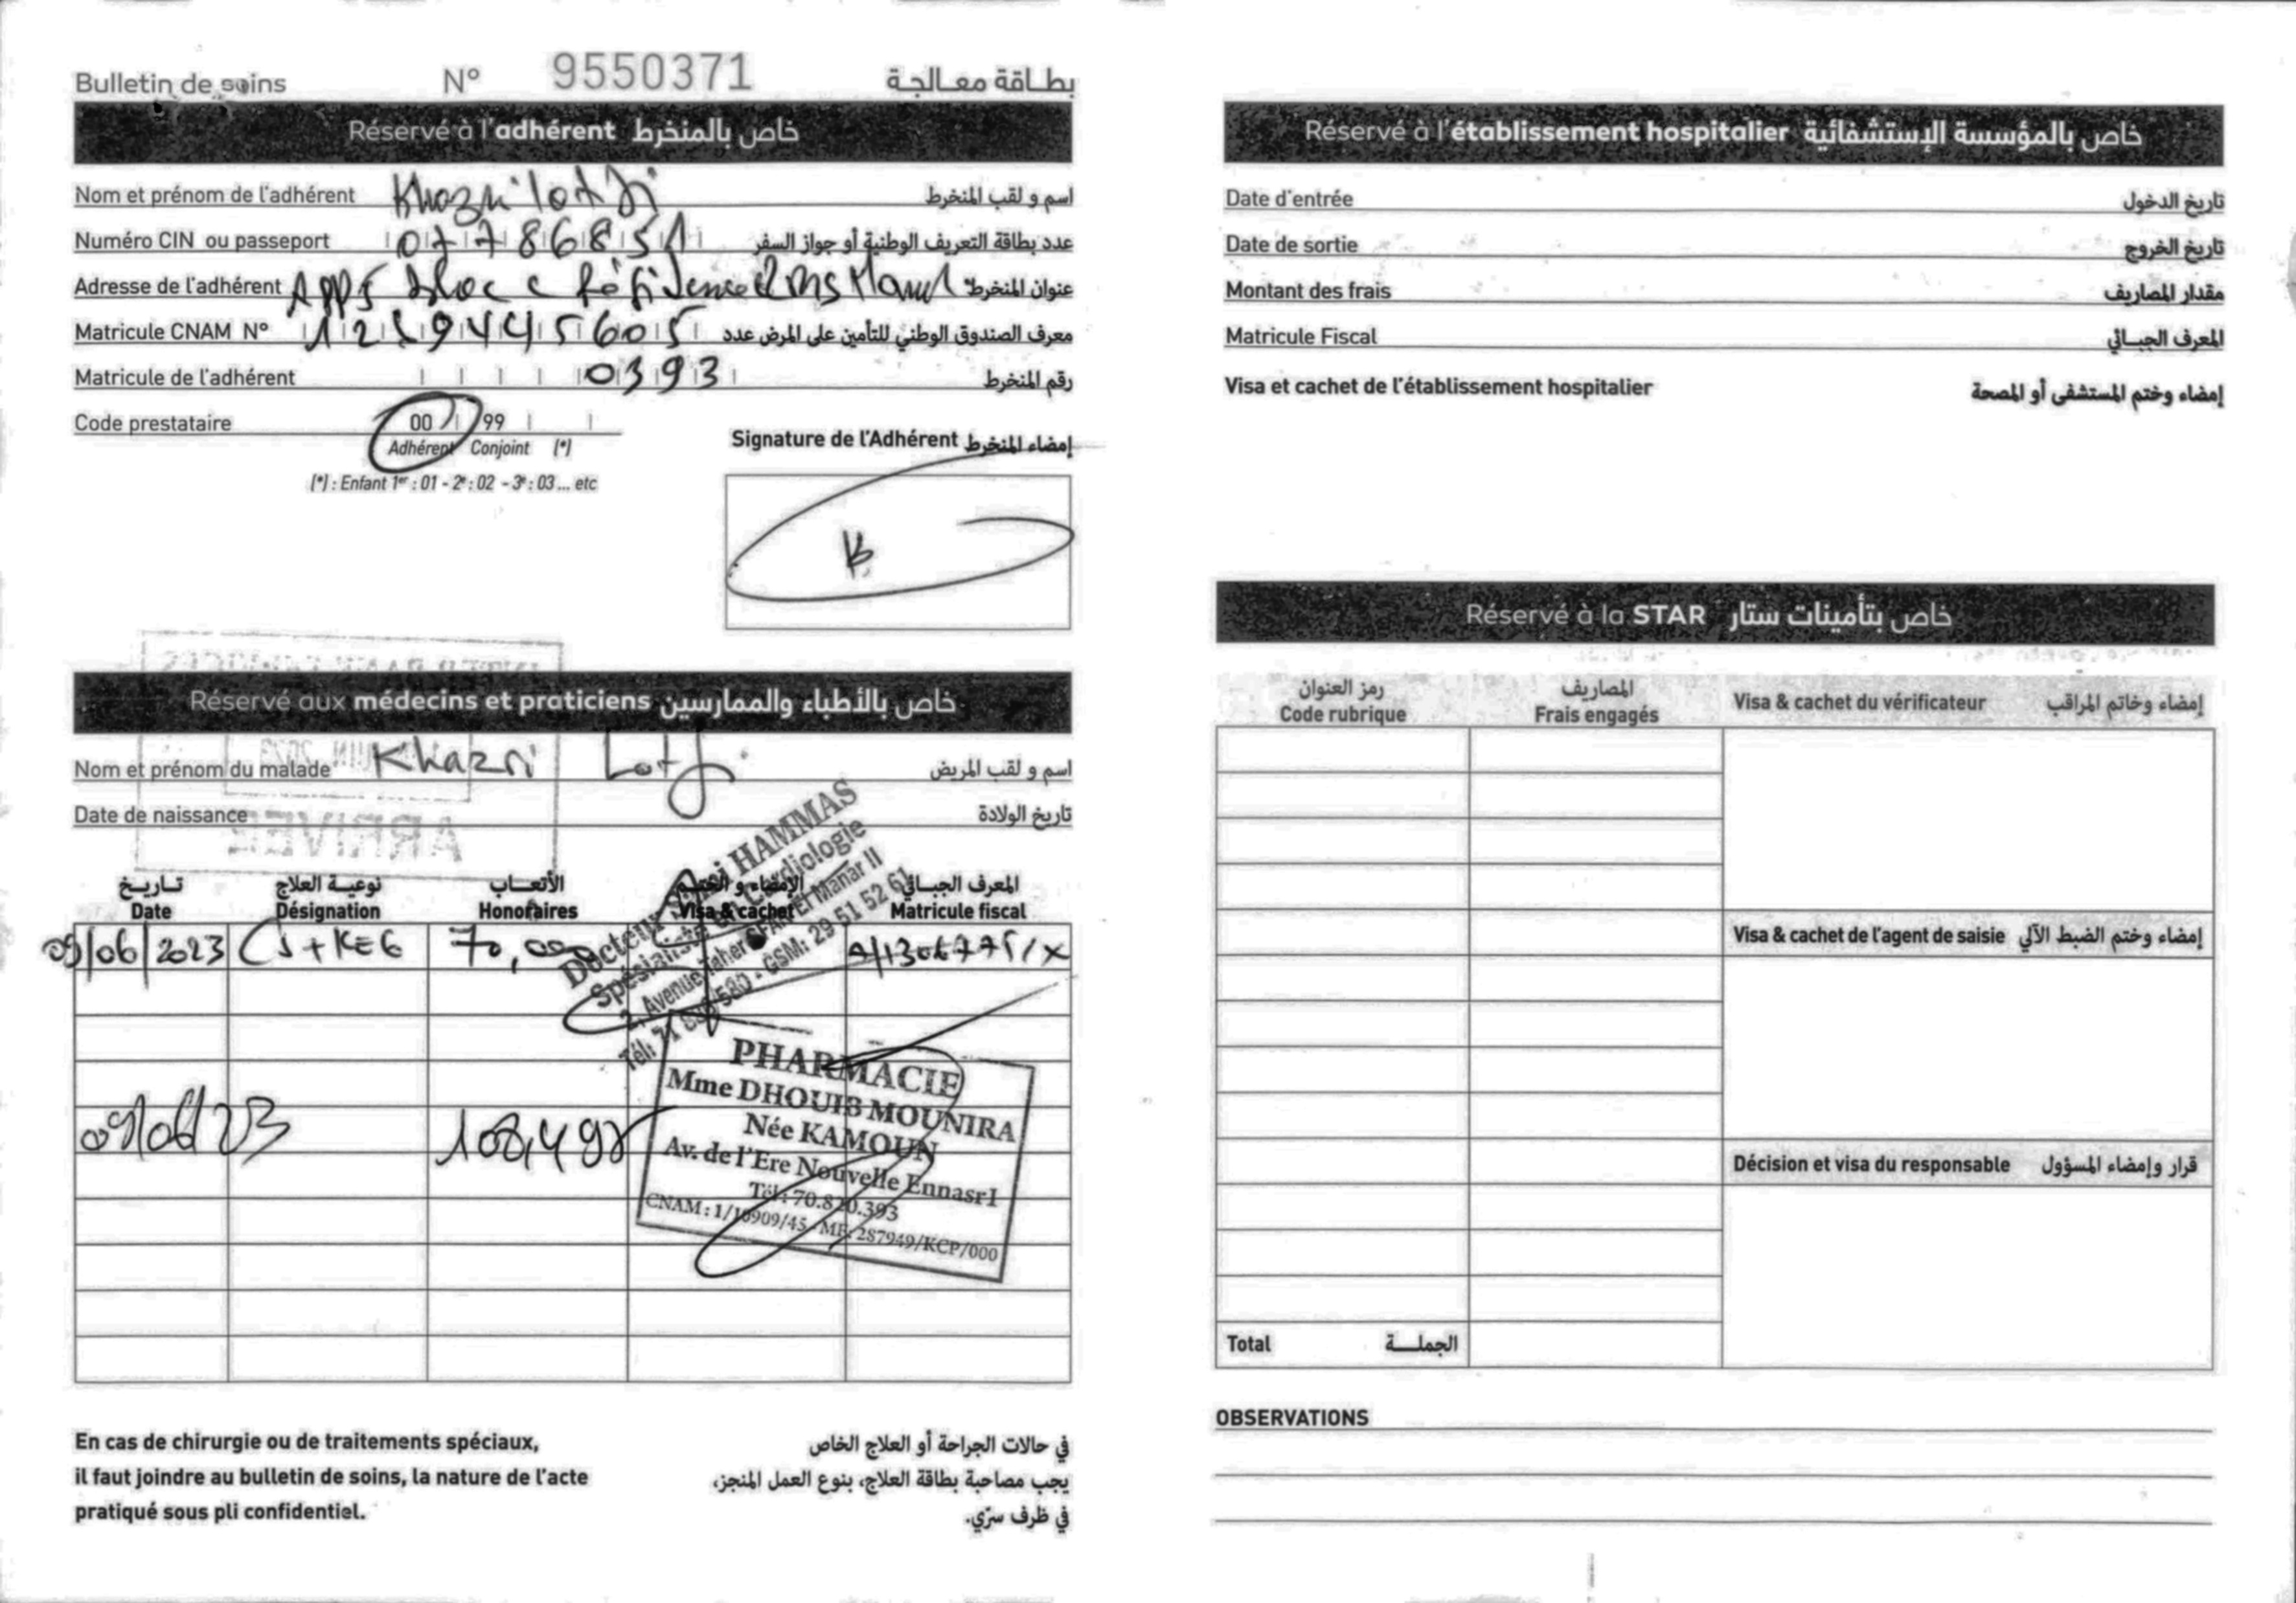 Bulletin de soins N° 9550371 بطاقة معالجة
Réservé à l'adhérent خاص بالمنخرط
Nom et prénom de l'adhérent Khazri lotfi اسم و لقب المنخرط
Numéro CIN ou passeport 07786851 عدد بطاقة التعريف الوطنية أو جواز السفر
Adresse de l'adhérent App5 bloc c Résidence عنوان المنخرط
Matricule CNAM N° معرف الصندوق الوطني للتأمين على المرض عدد
Matricule de l'adhérent 0393 رقم المنخرط
Code prestataire 00 99
Adhérent Conjoint (*)
(*) : Enfant 1er : 01 - 2e : 02 - 3e : 03 ... etc
Signature de l'Adhérent إمضاء المنخرط
Réservé aux médecins et praticiens خاص بالأطباء والممارسين
Nom et prénom du malade Khazri Lotfi اسم و لقب المريض
Date de naissance تاريخ الولادة
ARRIVEE
تاريخ نوعية العلاج الأتعاب الإمضاء و الختم المعرف الجبائي
Date Désignation Honoraires Visa & cachet Matricule fiscal
09/06/2023 CS + KEG 70,000
Docteur HAMMAS
Spécialiste en Cardiologie
2, Avenue Taher SFAR El Manar II
Tél: 71 580 - GSM: 29 51 52 61
09/06/23 108,498
PHARMACIE
Mme DHOUIB MOUNIRA
Née KAMOUN
Av. de l'Ere Nouvelle Ennasr I
Tél : 70.820.393
CNAM : 1/10909/45 - MF: 287949/KCP/000
En cas de chirurgie ou de traitements spéciaux,
il faut joindre au bulletin de soins, la nature de l'acte
pratiqué sous pli confidentiel.
في حالات الجراحة أو العلاج الخاص
يجب مصاحبة بطاقة العلاج، بنوع العمل المنجز،
في ظرف سرّي.
Réservé à l'établissement hospitalier خاص بالمؤسسة الإستشفائية
Date d'entrée تاريخ الدخول
Date de sortie تاريخ الخروج
Montant des frais مقدار المصاريف
Matricule Fiscal المعرف الجبائي
Visa et cachet de l'établissement hospitalier إمضاء وختم المستشفى أو المصحة
Réservé à la STAR خاص بتأمينات ستار
رمز العنوان المصاريف
Code rubrique Frais engagés Visa & cachet du vérificateur إمضاء وخاتم المراقب
Visa & cachet de l'agent de saisie إمضاء وختم الضبط الآلي
Décision et visa du responsable قرار وإمضاء المسؤول
Total الجملة
OBSERVATIONS